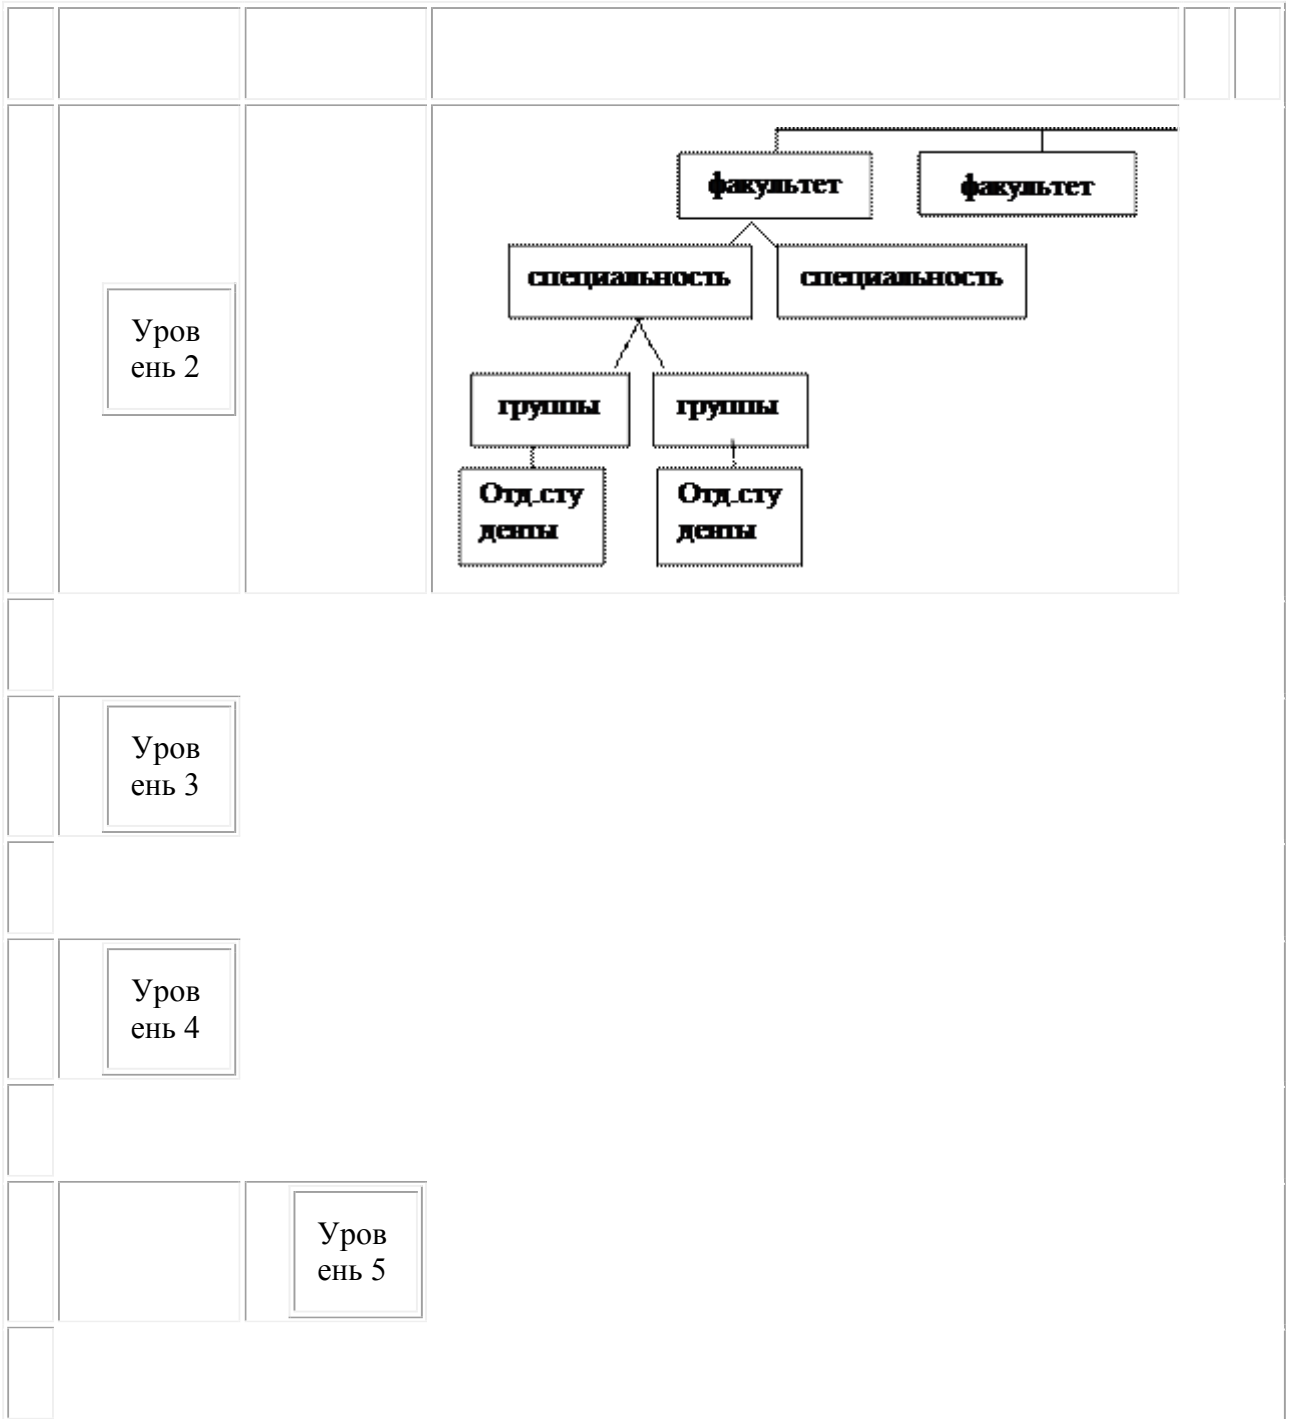 факультет
факультет
специальность
специальность
Уров
ень 2
группы
группы
Отд.сту
денты
Отд.сту
денты
Уров
ень 3
Уров
ень 4
Уров
ень 5